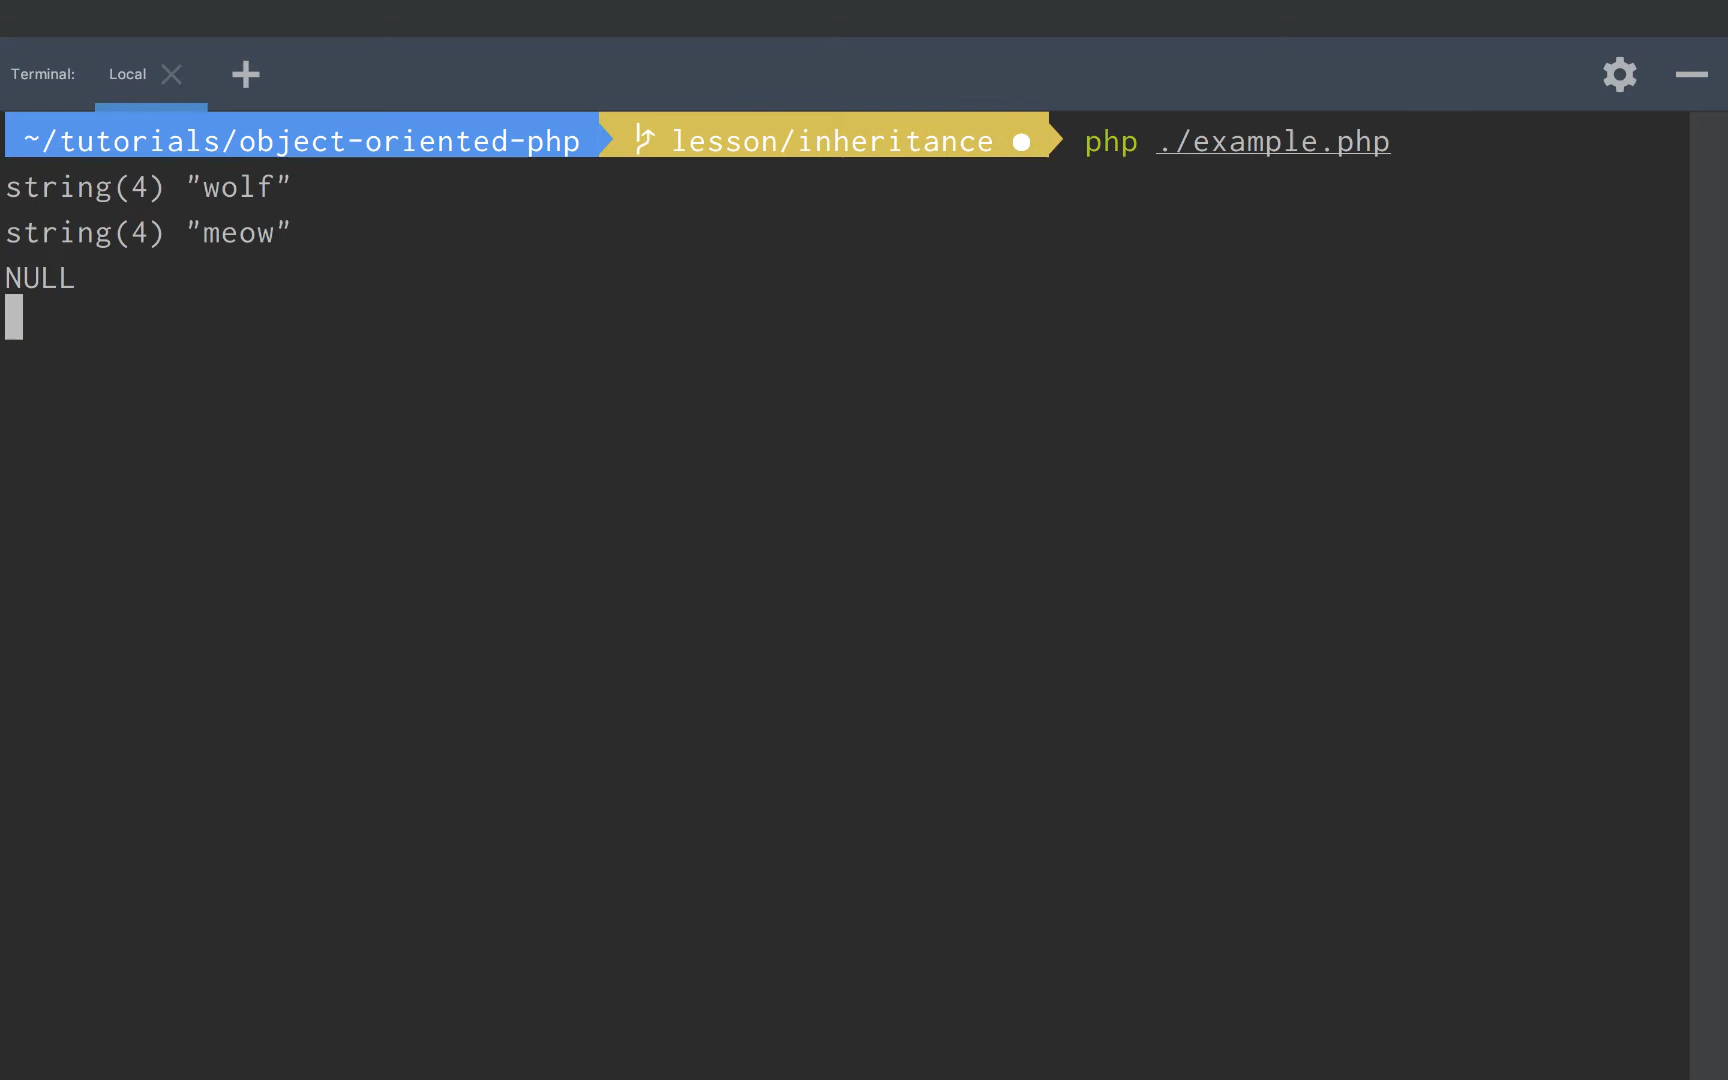 Terminal: Local
~/tutorials/object-oriented-php lesson/inheritance ● php ./example.php
string(4) "wolf"
string(4) "meow"
NULL